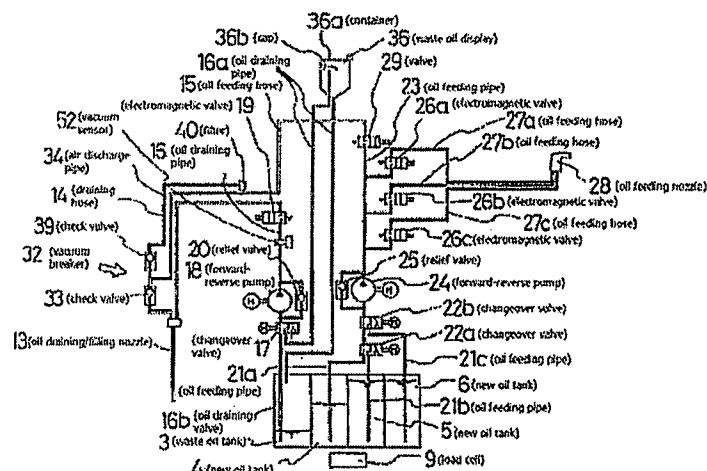 36a (container)
36b (cap)
36 (waste oil display)
16a (oil draining pipe)
29 (valve)
15 (oil feeding hose)
23 (oil feeding pipe)
26a (electromagnetic valve)
(electromagnetic valve) 19
52 (vacuum sensor)
40 (filter)
27a (oil feeding hose)
27b (oil feeding hose)
34 (air discharge pipe)
16 (oil draining pipe)
28 (oil feeding nozzle)
14 (draining hose)
26b (electromagnetic valve)
39 (check valve)
27c (oil feeding hose)
26c (electromagnetic valve)
32 (vacuum breaker)
20 (relief valve)
25 (relief valve)
18 (forward-reverse pump)
24 (forward-reverse pump)
33 (check valve)
M
M
22b (changeover valve)
13 (oil draining/filling nozzle)
(changeover valve) 17
22a (changeover valve)
21a
21c (oil feeding pipe)
(oil feeding pipe)
6 (new oil tank)
16b (oil draining valve)
21b (oil feeding pipe)
3 (waste oil tank)
5 (new oil tank)
4 (new oil tank)
9 (load cell)